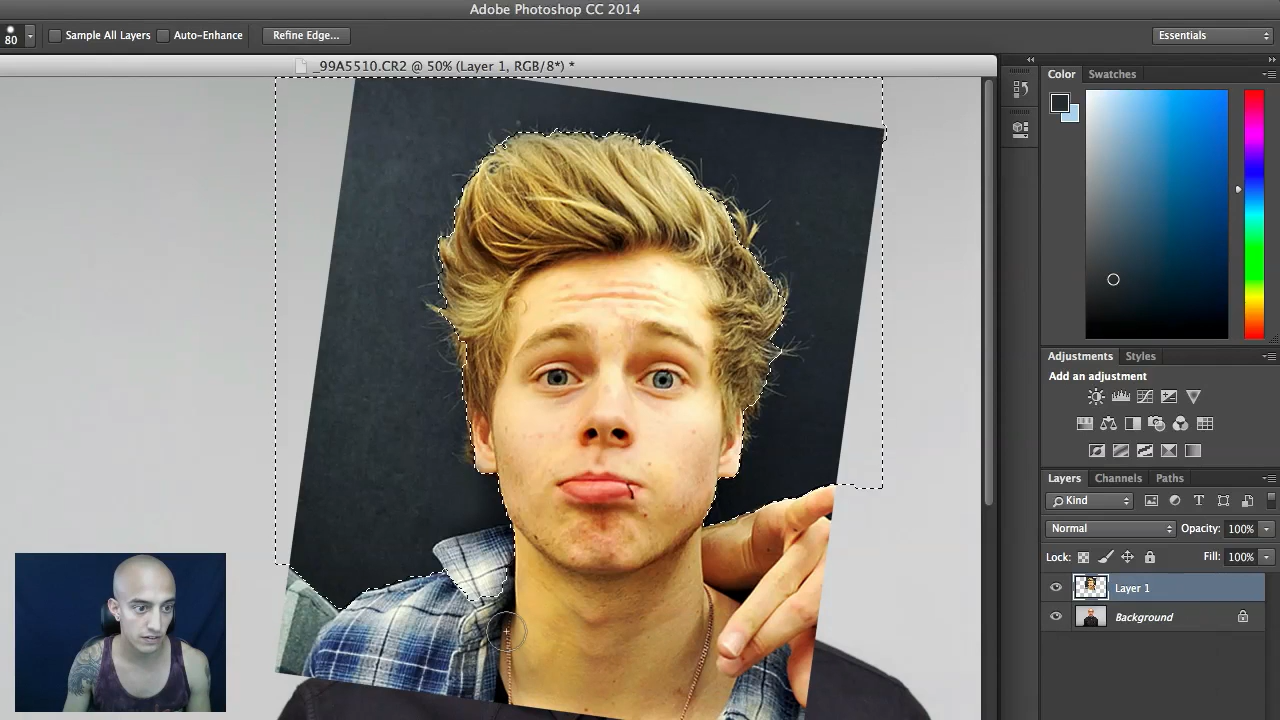 Adobe Photoshop CC 2014
80
Sample All Layers
Auto-Enhance
Refine Edge...
Essentials
_99A5510.CR2 @ 50% (Layer 1, RGB/8*) *
Color
Swatches
Adjustments
Styles
Add an adjustment
Layers
Channels
Paths
Kind
Normal
Opacity: 100%
Lock:
Fill: 100%
Layer 1
Background